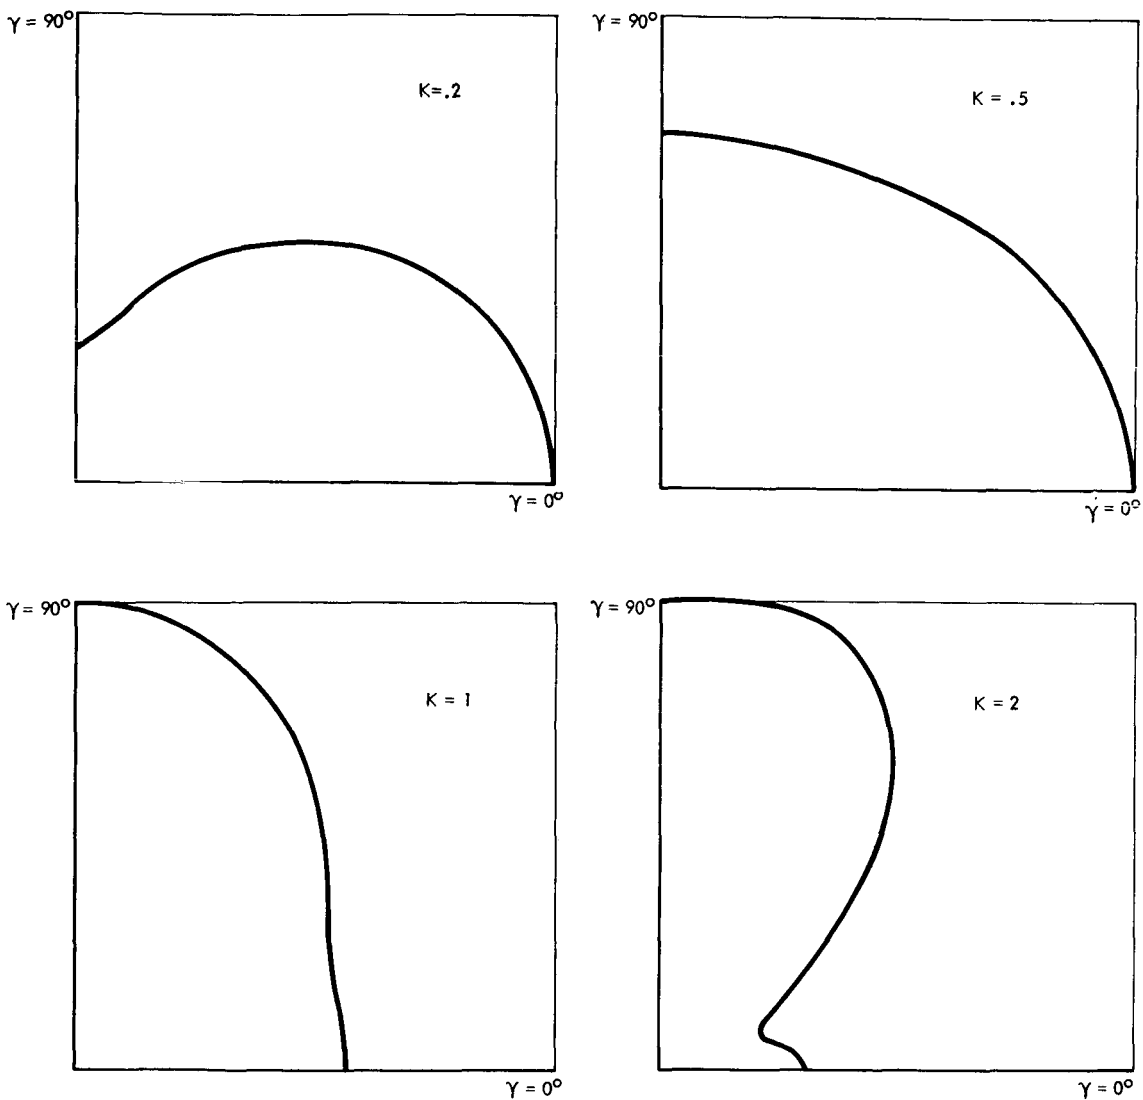 γ = 90°
K=.2
γ = 0°
γ = 90°
K = .5
γ = 0°
γ = 90°
K = 1
γ = 0°
γ = 90°
K = 2
γ = 0°